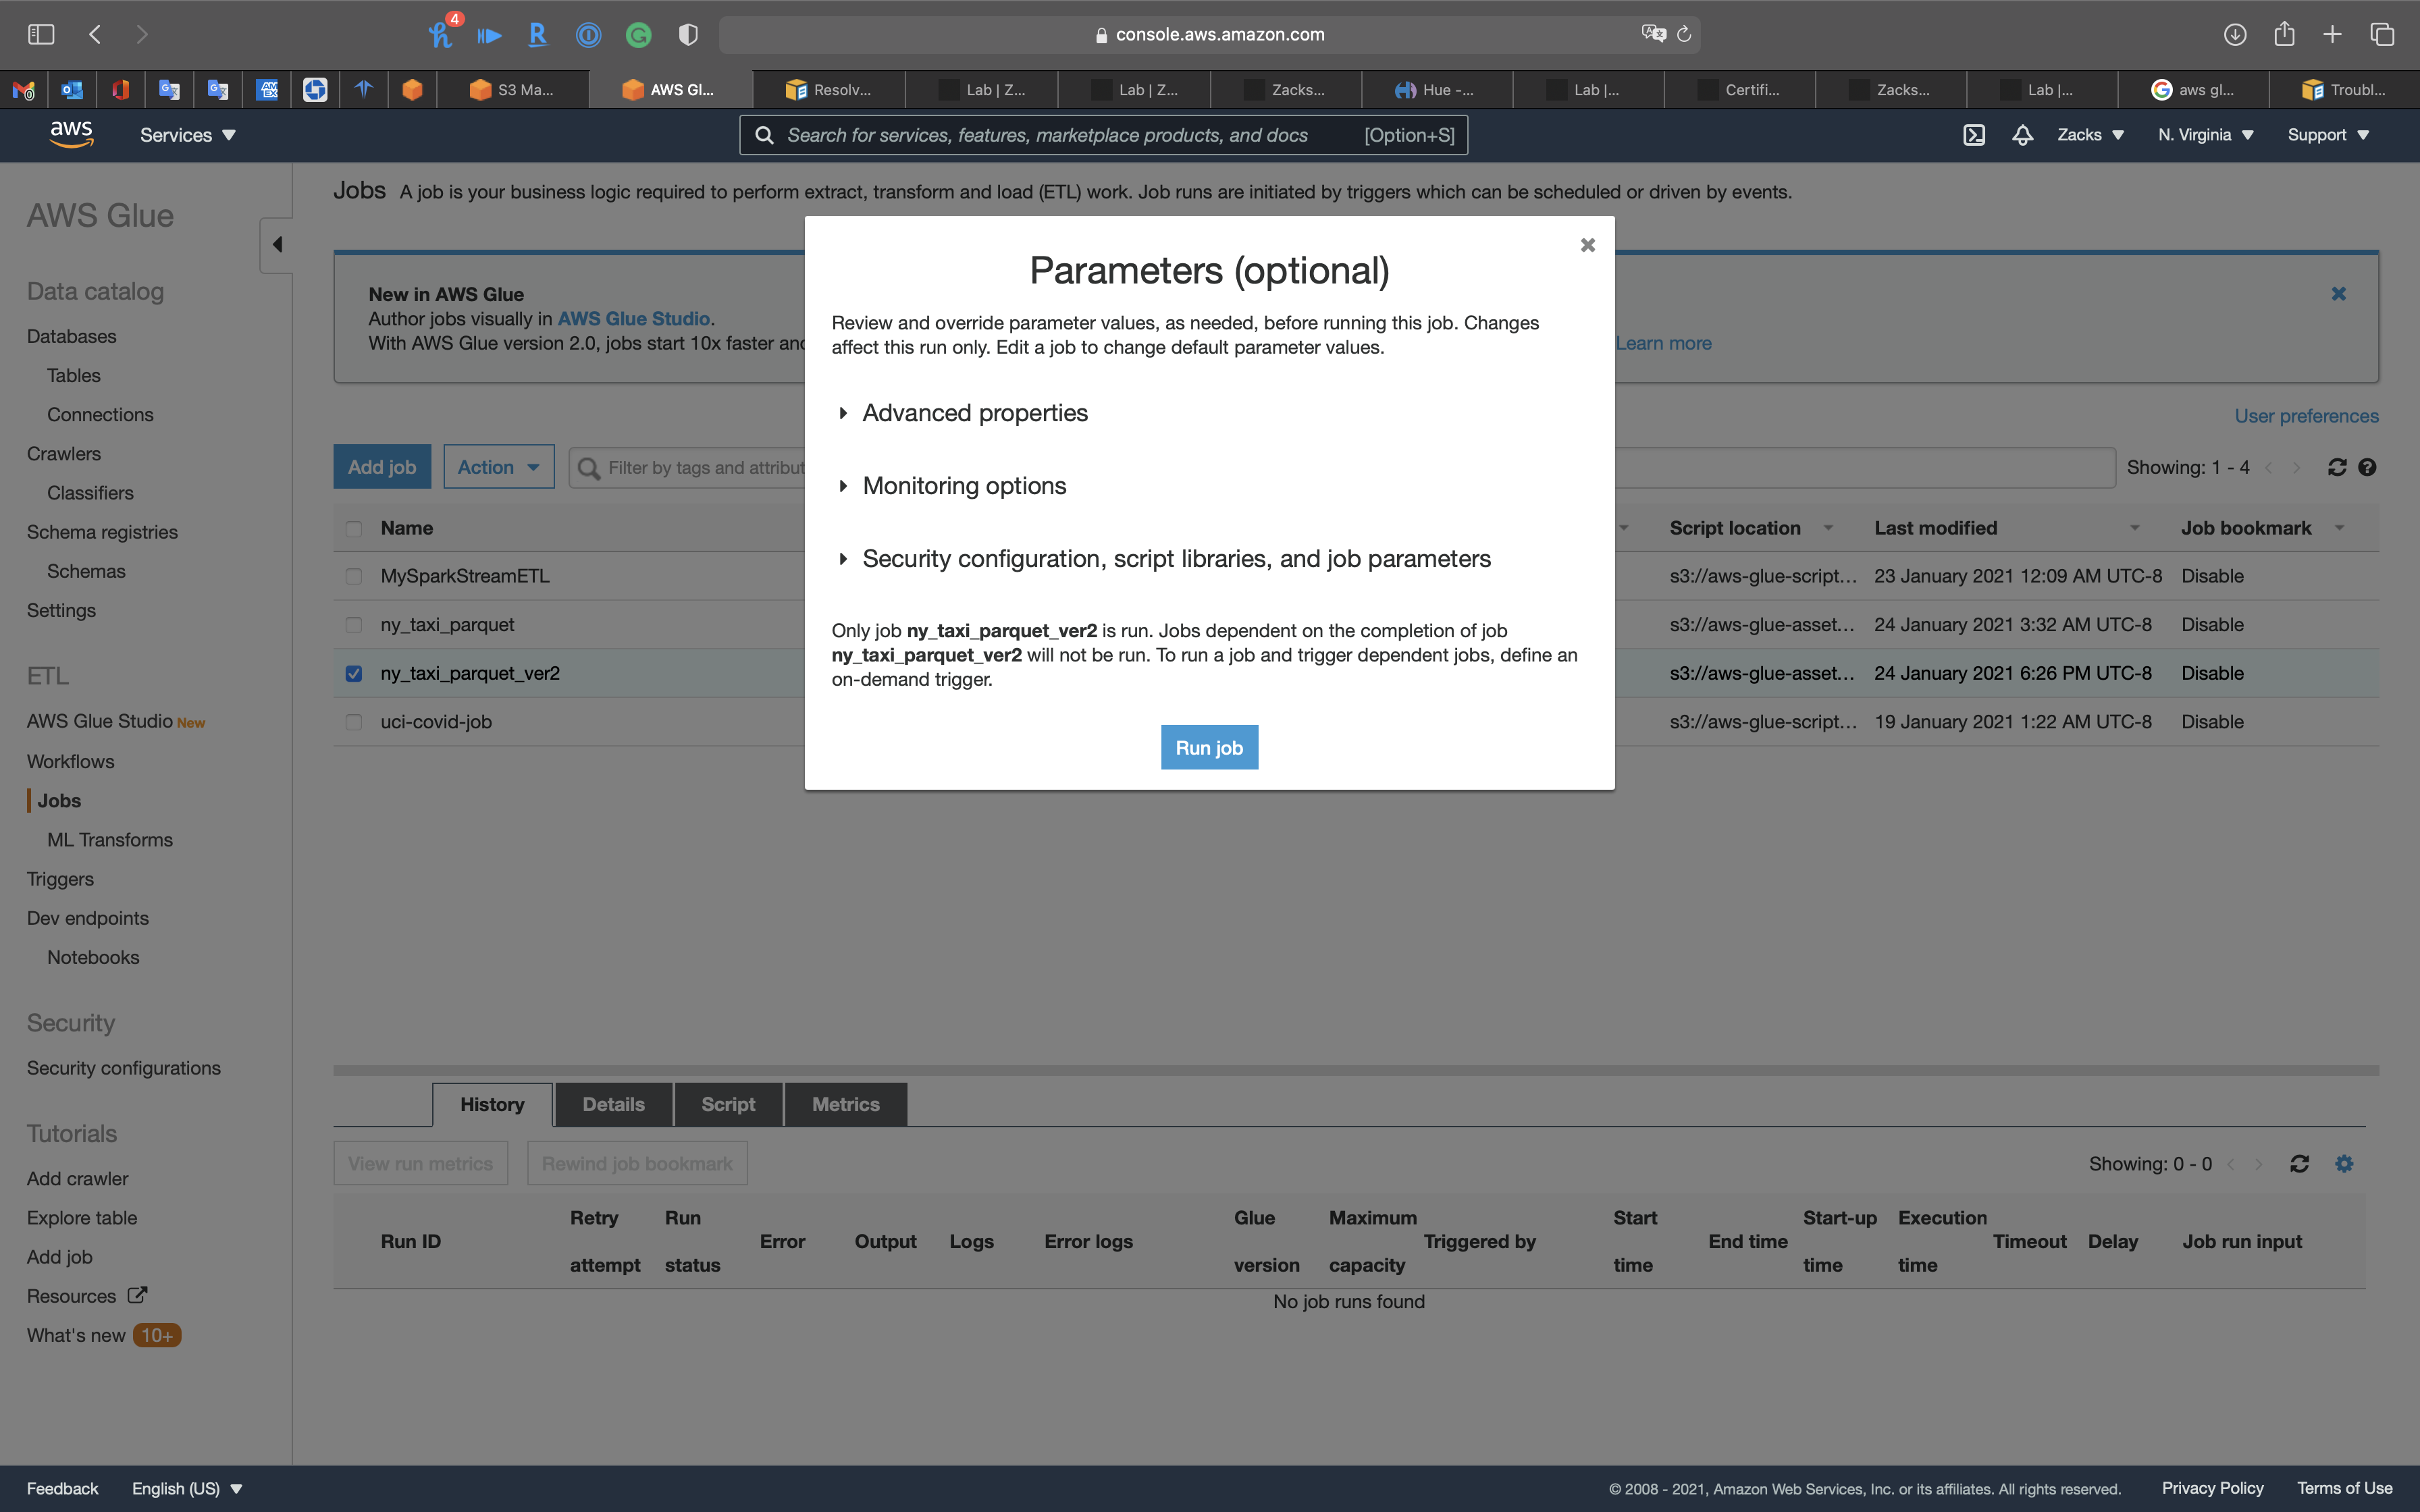 4
console.aws.amazon.com
S3 Ma...
AWS Gl...
Resolv...
Lab | Z...
Lab | Z...
Zacks...
Hue -...
Lab |...
Certifi...
Zacks...
Lab |...
aws gl...
Troubl...
aws
Services
Search for services, features, marketplace products, and docs
[Option+S]
Zacks
N. Virginia
Support
AWS Glue
Data catalog
Databases
Tables
Connections
Crawlers
Classifiers
Schema registries
Schemas
Settings
ETL
AWS Glue Studio New
Workflows
Jobs
ML Transforms
Triggers
Dev endpoints
Notebooks
Security
Security configurations
Tutorials
Add crawler
Explore table
Add job
Resources
What's new 10+
Jobs A job is your business logic required to perform extract, transform and load (ETL) work. Job runs are initiated by triggers which can be scheduled or driven by events.
New in AWS Glue
Author jobs visually in AWS Glue Studio.
With AWS Glue version 2.0, jobs start 10x faster and
Learn more
User preferences
Add job
Action
Filter by tags and attribut
Showing: 1 - 4
Name
Script location
Last modified
Job bookmark
MySparkStreamETL
s3://aws-glue-script... 23 January 2021 12:09 AM UTC-8 Disable
ny_taxi_parquet
s3://aws-glue-asset... 24 January 2021 3:32 AM UTC-8 Disable
ny_taxi_parquet_ver2
s3://aws-glue-asset... 24 January 2021 6:26 PM UTC-8 Disable
uci-covid-job
s3://aws-glue-script... 19 January 2021 1:22 AM UTC-8 Disable
Parameters (optional)
Review and override parameter values, as needed, before running this job. Changes
affect this run only. Edit a job to change default parameter values.
Advanced properties
Monitoring options
Security configuration, script libraries, and job parameters
Only job ny_taxi_parquet_ver2 is run. Jobs dependent on the completion of job
ny_taxi_parquet_ver2 will not be run. To run a job and trigger dependent jobs, define an
on-demand trigger.
Run job
History
Details
Script
Metrics
View run metrics
Rewind job bookmark
Showing: 0 - 0
Run ID
Retry attempt
Run status
Error
Output
Logs
Error logs
Glue version
Maximum capacity
Triggered by
Start time
End time
Start-up time
Execution time
Timeout
Delay
Job run input
No job runs found
Feedback
English (US)
© 2008 - 2021, Amazon Web Services, Inc. or its affiliates. All rights reserved.
Privacy Policy
Terms of Use